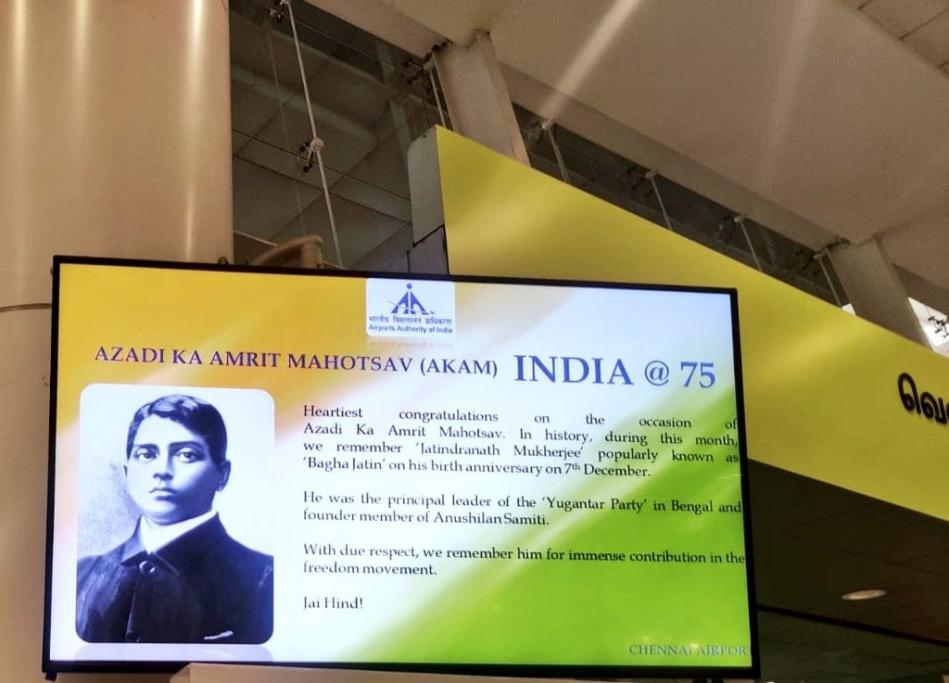 भारतीय विमानपत्तन प्राधिकरण
Airports Authority of India
AZADI KA AMRIT MAHOTSAV (AKAM) INDIA @ 75
Heartiest congratulations on the occasion of
Azadi Ka Amrit Mahotsav. In history, during this month,
we remember 'Jatindranath Mukherjee' popularly known as
'Bagha Jatin' on his birth anniversary on 7th December.
He was the principal leader of the 'Yugantar Party' in Bengal and
founder member of Anushilan Samiti.
With due respect, we remember him for immense contribution in the
freedom movement.
Jai Hind!
CHENNAI AIRPOR